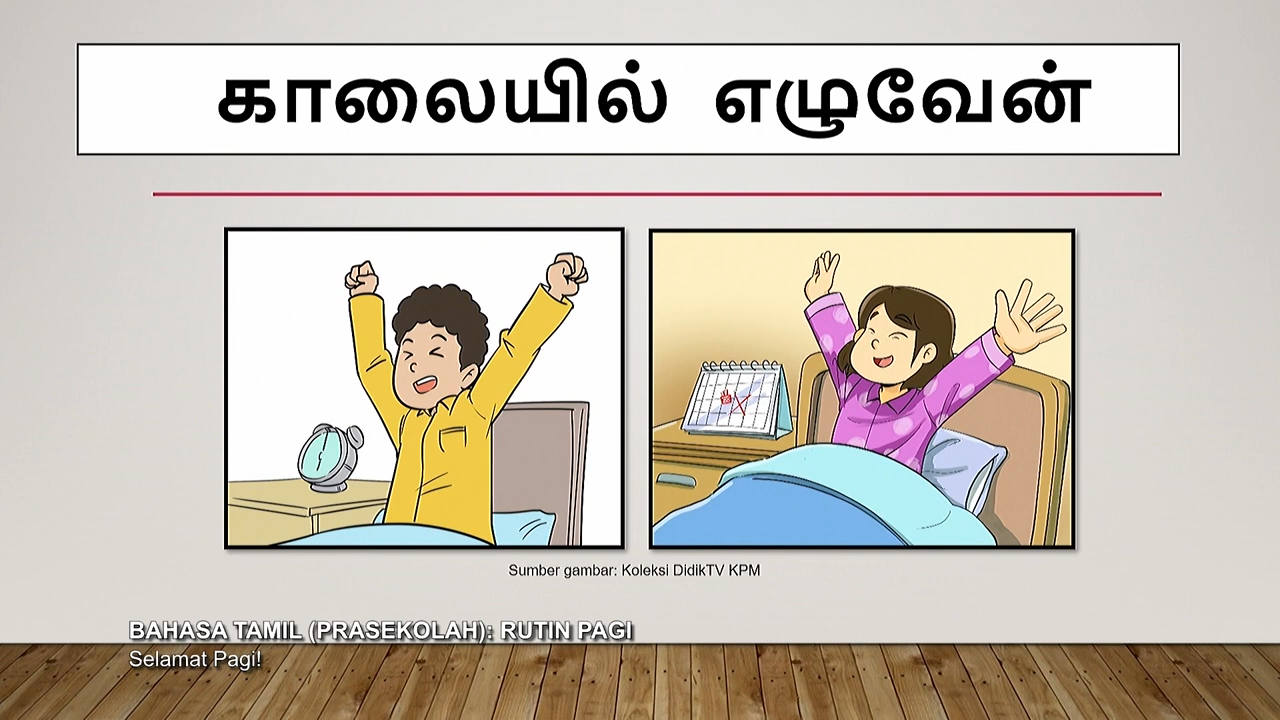 காலையில் எழுவேன்
Sumber gambar: Koleksi DidikTV KPM
BAHASA TAMIL (PRASEKOLAH): RUTIN PAGI
Selamat Pagi!